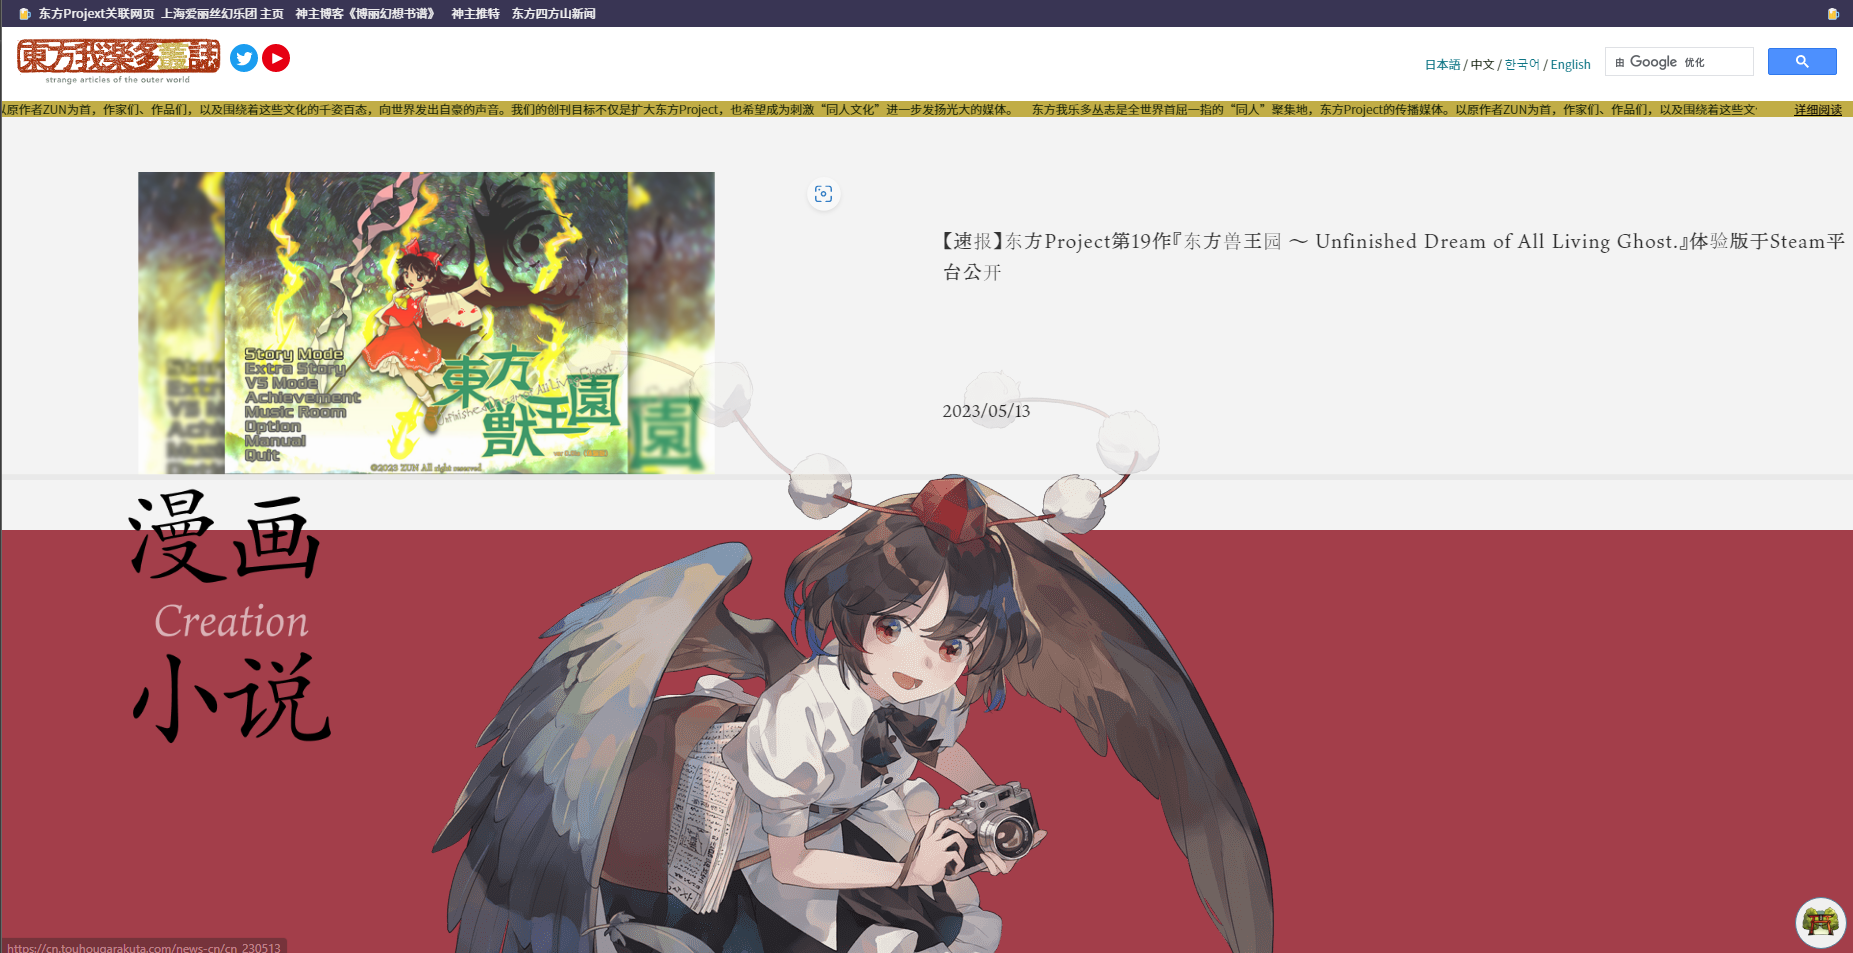 东方Projext关联网页 上海爱丽丝幻乐团 主页 神主博客《博丽幻想书谱》 神主推特 东方四方山新闻
東方我楽多叢誌
strange articles of the outer world
日本語 / 中文 / 한국어 / English
由 Google 优化
以原作者ZUN为首，作家们、作品们，以及围绕着这些文化的千姿百态，向世界发出自豪的声音。我们的创刊目标不仅是扩大东方Project，也希望成为刺激“同人文化”进一步发扬光大的媒体。 东方我乐多丛志是全世界首屈一指的“同人”聚集地，东方Project的传播媒体。以原作者ZUN为首，作家们、作品们，以及围绕着这些文
详细阅读
Story Mode
Extra Story
VS Mode
Achievement
Music Room
Option
Manual
Quit
東方獣王園
Unfinished Dream of All Living Ghost
©2023 ZUN All right reserved.
【速报】东方Project第19作『东方兽王园 ～ Unfinished Dream of All Living Ghost.』体验版于Steam平
台公开
2023/05/13
漫画
Creation
小说
https://cn.touhougarakuta.com/news-cn/cn_230513